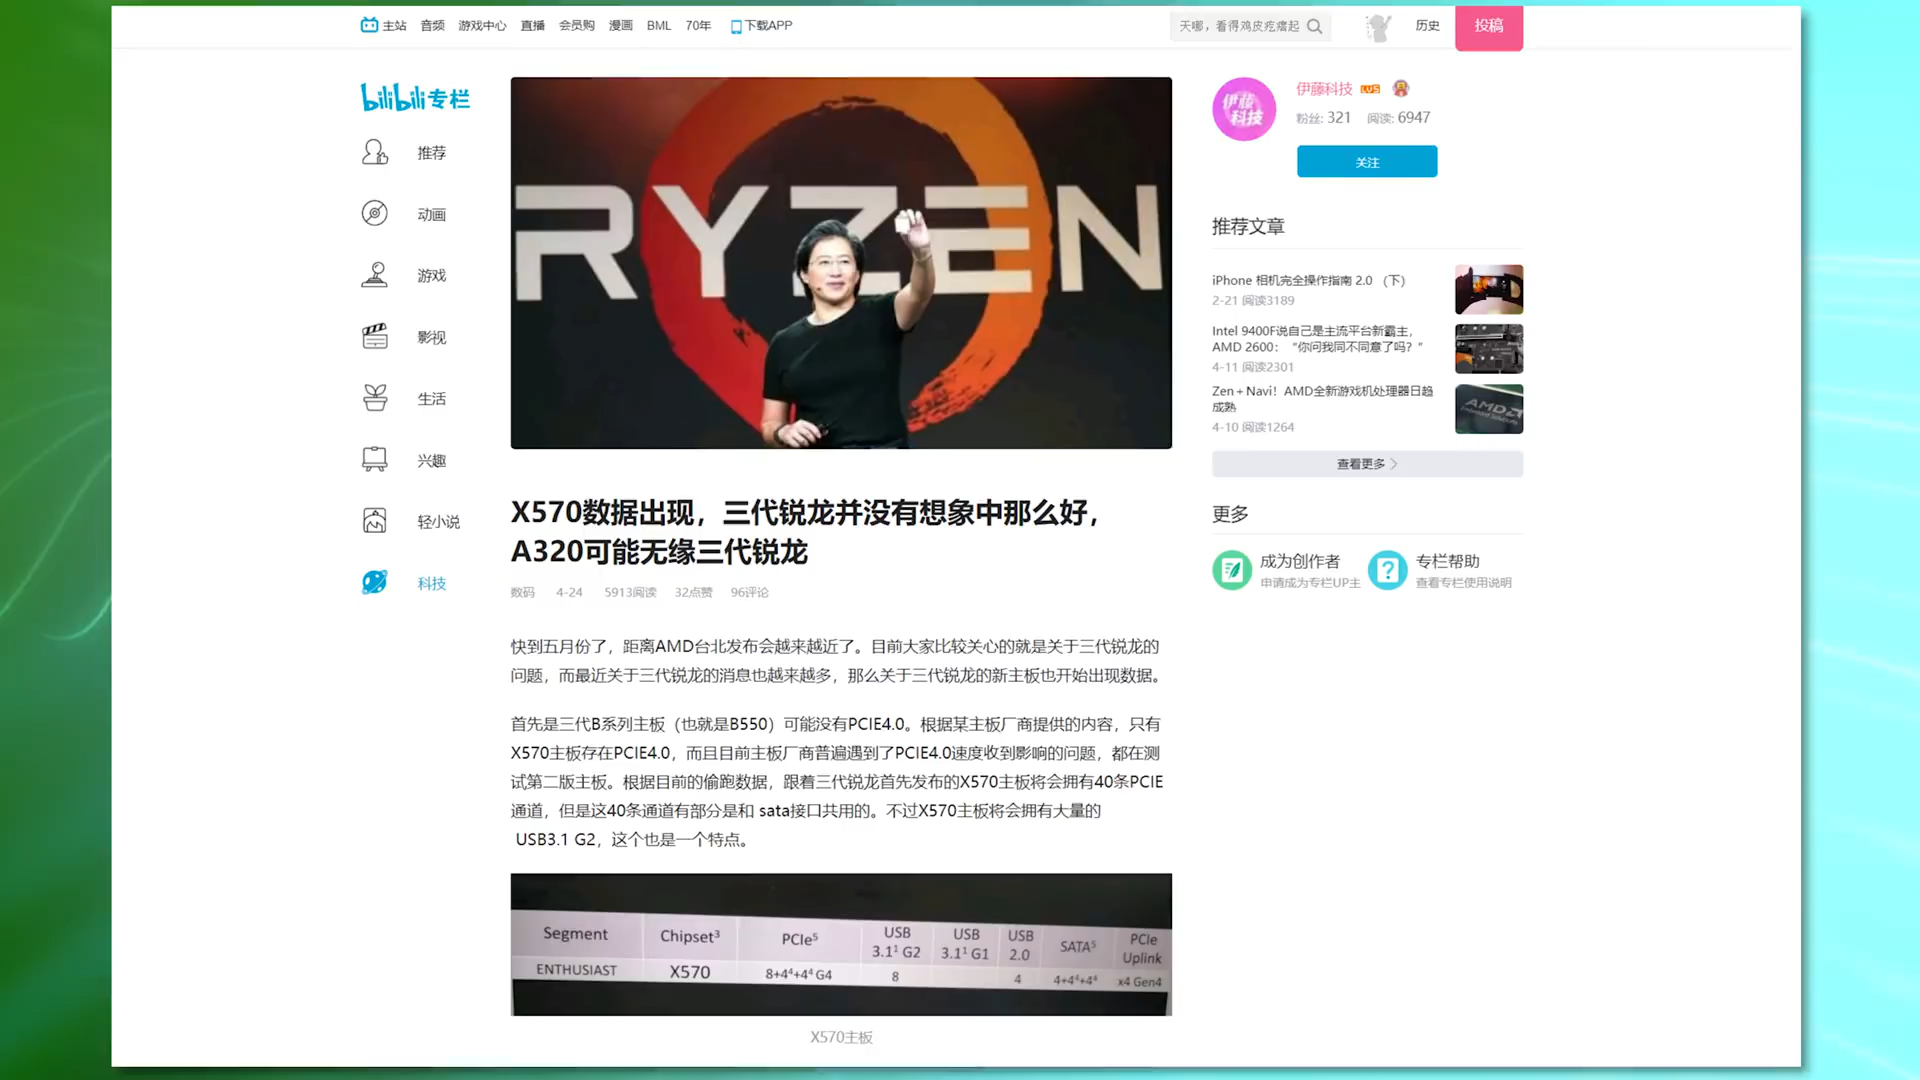 主站 音频 游戏中心 直播 会员购 漫画 BML 70年 下载APP
天哪，看得鸡皮疙瘩起
历史
投稿
bilibili 专栏
推荐
动画
游戏
影视
生活
兴趣
轻小说
科技
RYZEN
X570数据出现，三代锐龙并没有想象中那么好，
A320可能无缘三代锐龙
数码 4-24 5913阅读 32点赞 96评论
快到五月份了，距离AMD台北发布会越来越近了。目前大家比较关心的就是关于三代锐龙的
问题，而最近关于三代锐龙的消息也越来越多，那么关于三代锐龙的新主板也开始出现数据。
首先是三代B系列主板（也就是B550）可能没有PCIE4.0。根据某主板厂商提供的内容，只有
X570主板存在PCIE4.0，而且目前主板厂商普遍遇到了PCIE4.0速度收到影响的问题，都在测
试第二版主板。根据目前的偷跑数据，跟着三代锐龙首先发布的X570主板将会拥有40条PCIE
通道，但是这40条通道有部分是和 sata接口共用的。不过X570主板将会拥有大量的
USB3.1 G2，这个也是一个特点。
Segment Chipset³ PCIe⁵ USB 3.1¹ G2 USB 3.1¹ G1 USB 2.0 SATA⁵ PCIe Uplink
ENTHUSIAST X570 8+4⁴+4⁴ G4 8 4 4+4⁴+4⁴ x4 Gen4
X570主板
伊藤科技
伊藤科技 LV5
粉丝: 321 阅读: 6947
关注
推荐文章
iPhone 相机完全操作指南 2.0 （下）
2-21 阅读3189
Intel 9400F说自己是主流平台新霸主，
AMD 2600： “你问我同不同意了吗？”
4-11 阅读2301
Zen＋Navi！AMD全新游戏机处理器日趋
成熟
4-10 阅读1264
AMD
查看更多
更多
成为创作者
申请成为专栏UP主
专栏帮助
查看专栏使用说明